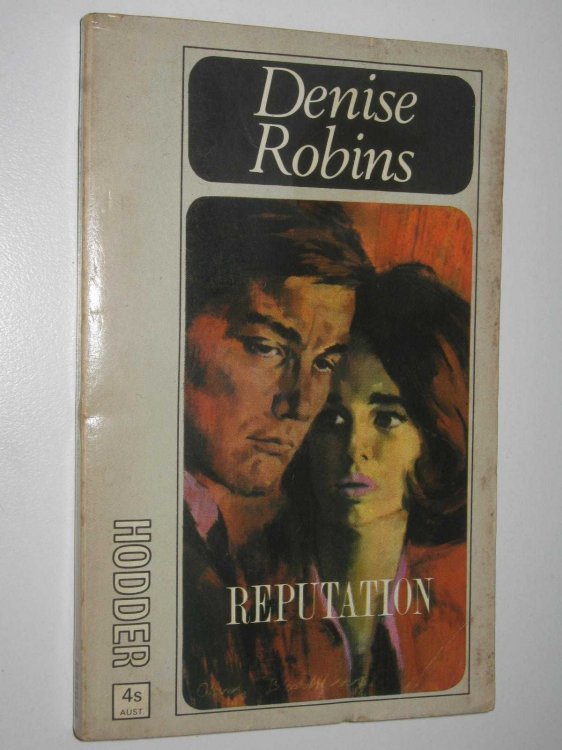 Denise
Robins
REPUTATION
HODDER
4s
AUST.